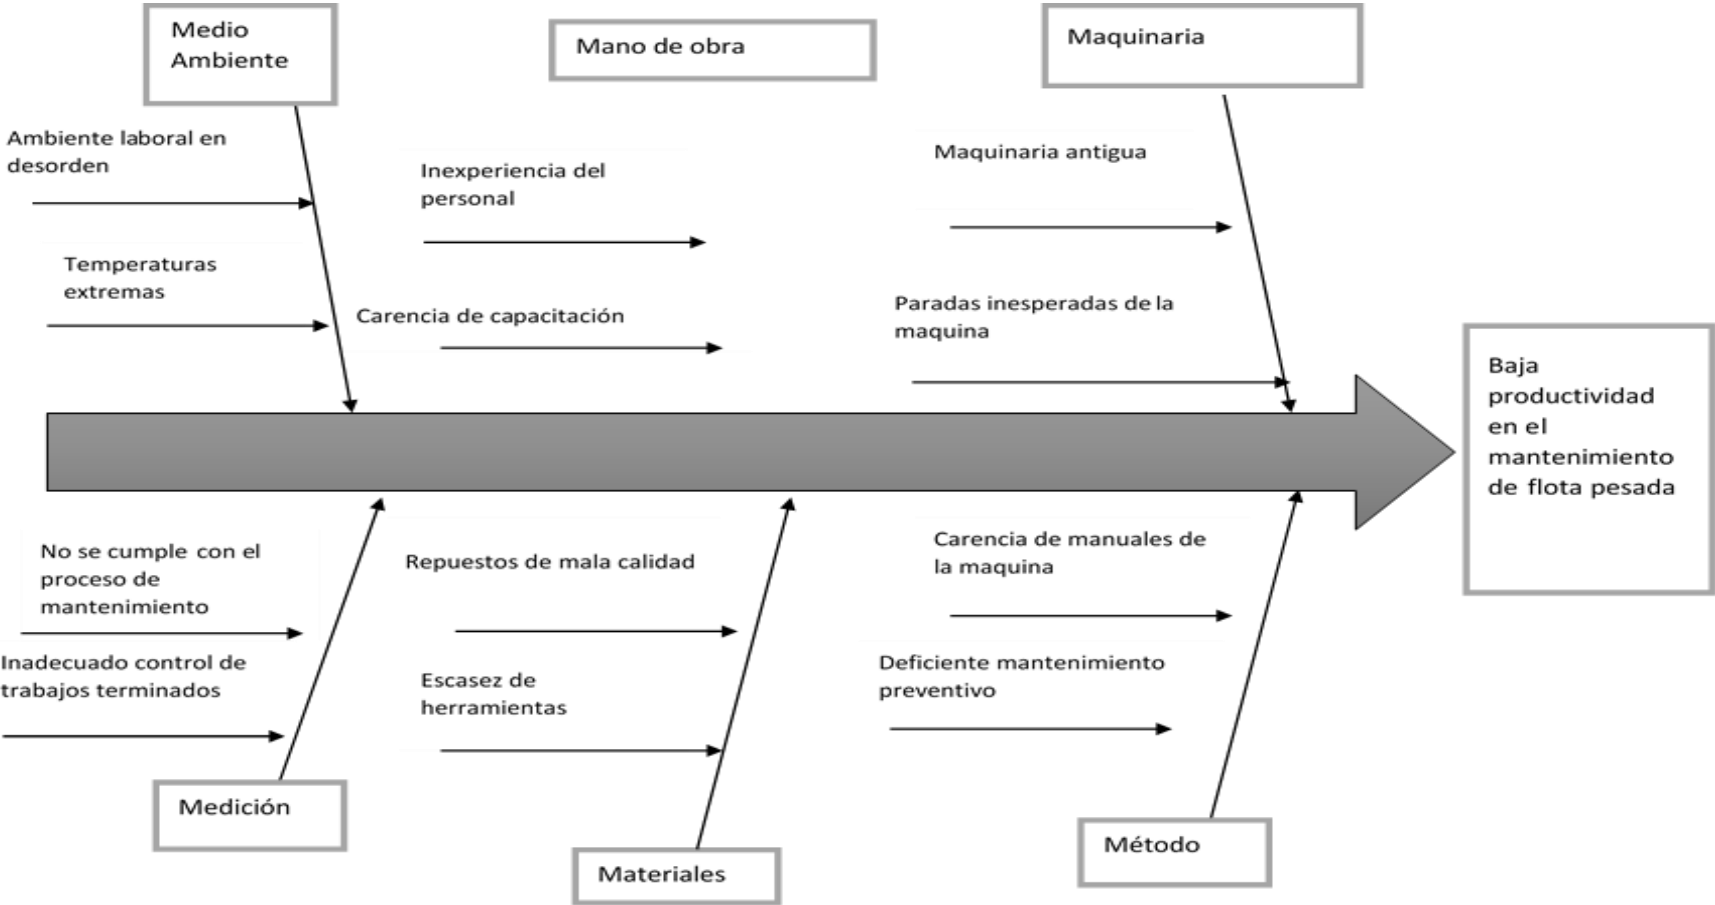 Medio
Ambiente
Mano de obra
Maquinaria
Ambiente laboral en
desorden
Temperaturas
extremas
Inexperiencia del
personal
Carencia de capacitación
Maquinaria antigua
Paradas inesperadas de la
maquina
Baja
productividad
en el
mantenimiento
de flota pesada
No se cumple con el
proceso de
mantenimiento
Inadecuado control de
trabajos terminados
Repuestos de mala calidad
Escasez de
herramientas
Carencia de manuales de
la maquina
Deficiente mantenimiento
preventivo
Medición
Materiales
Método